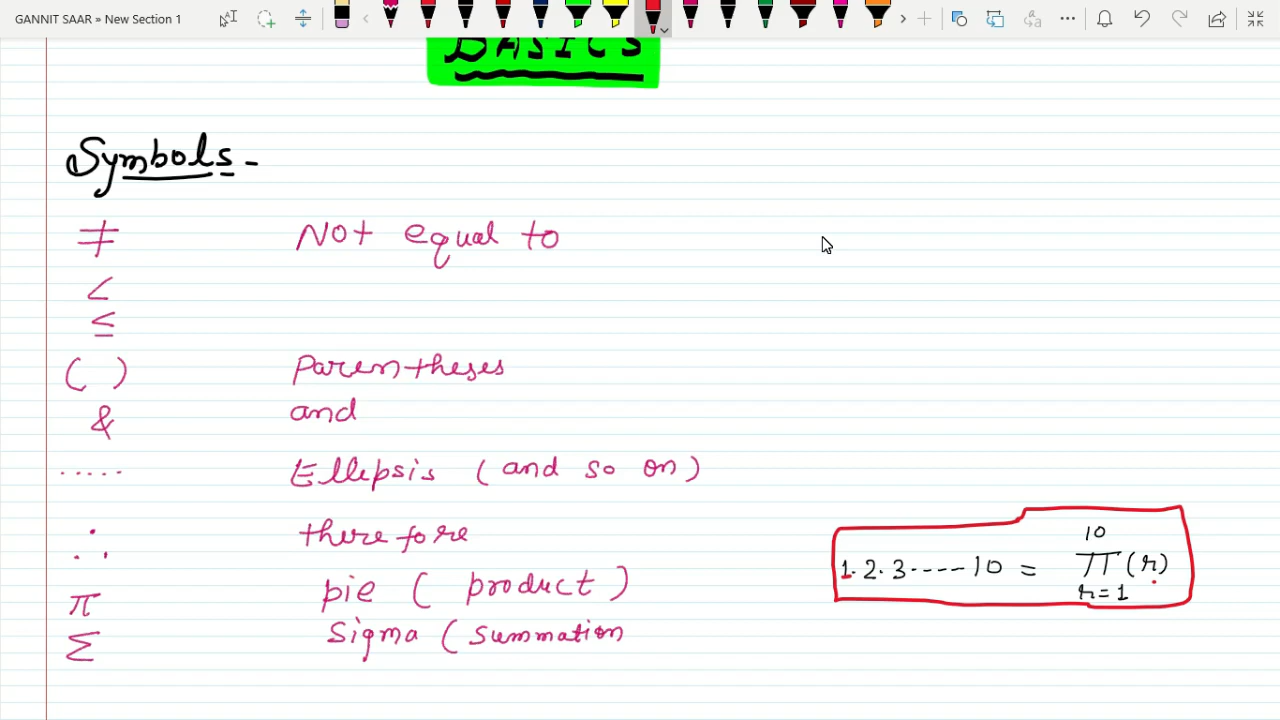 GANNIT SAAR » New Section 1
BASICS
Symbols -
≠ Not equal to
<
≤
( ) Parentheses
& and
..... Ellepsis (and so on)
∴ therefore
π pie ( product )
Σ Sigma ( summation
10
1.2.3-----10 = π(r)
r=1